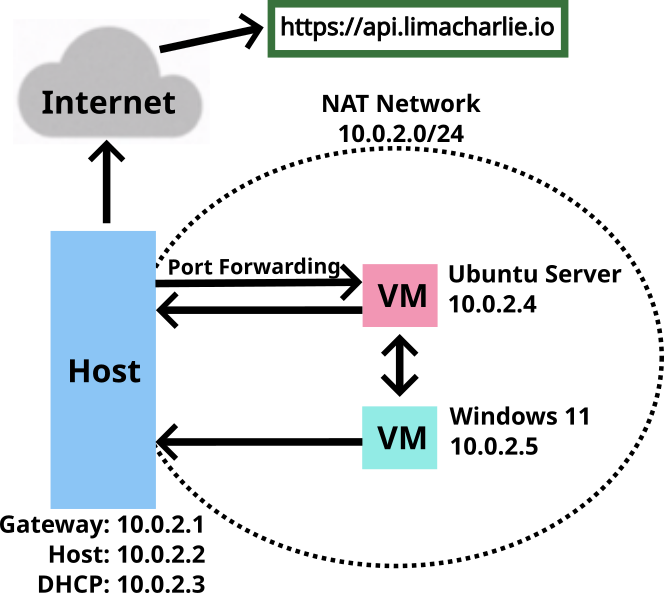 https://api.limacharlie.io
Internet
NAT Network
10.0.2.0/24
Port Forwarding
VM
Ubuntu Server
10.0.2.4
Host
VM
Windows 11
10.0.2.5
Gateway: 10.0.2.1
Host: 10.0.2.2
DHCP: 10.0.2.3